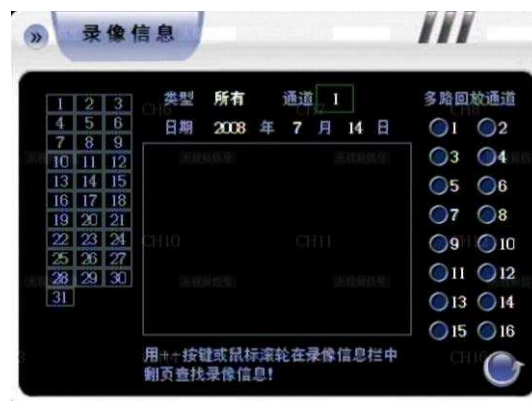 录像信息
类型 所有 通道 1
日期 2008 年 7 月 14 日
1 2 3
4 5 6
7 8 9
10 11 12
13 14 15
16 17 18
19 20 21
22 23 24
25 26 27
28 29 30
31
多路回放通道
1 2
3 4
5 6
7 8
9 10
11 12
13 14
15 16
CH10 CH11
用++按键或鼠标滚轮在录像信息栏中
翻页查找录像信息!